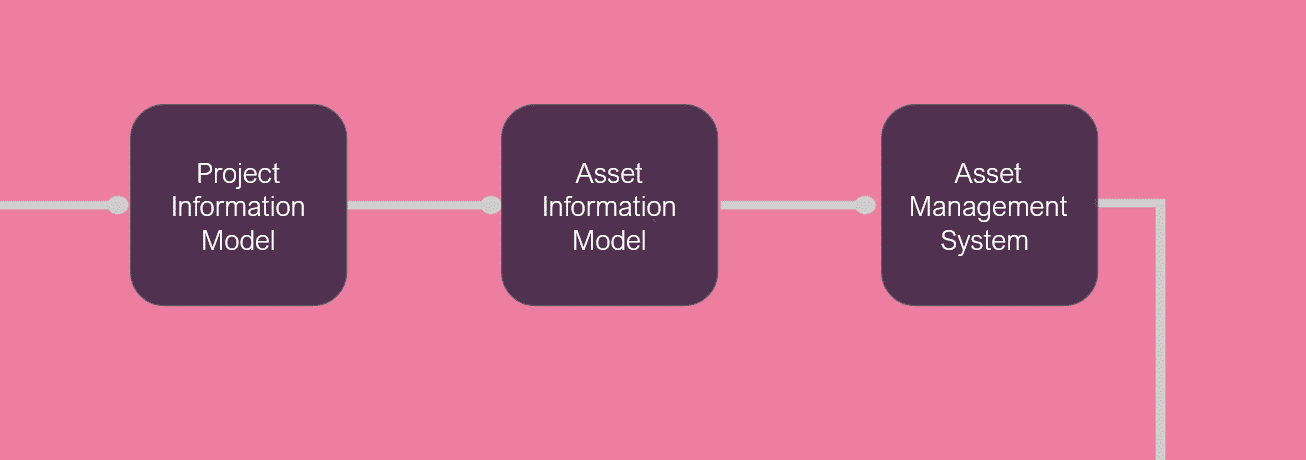 Project
Information
Model
Asset
Information
Model
Asset
Management
System